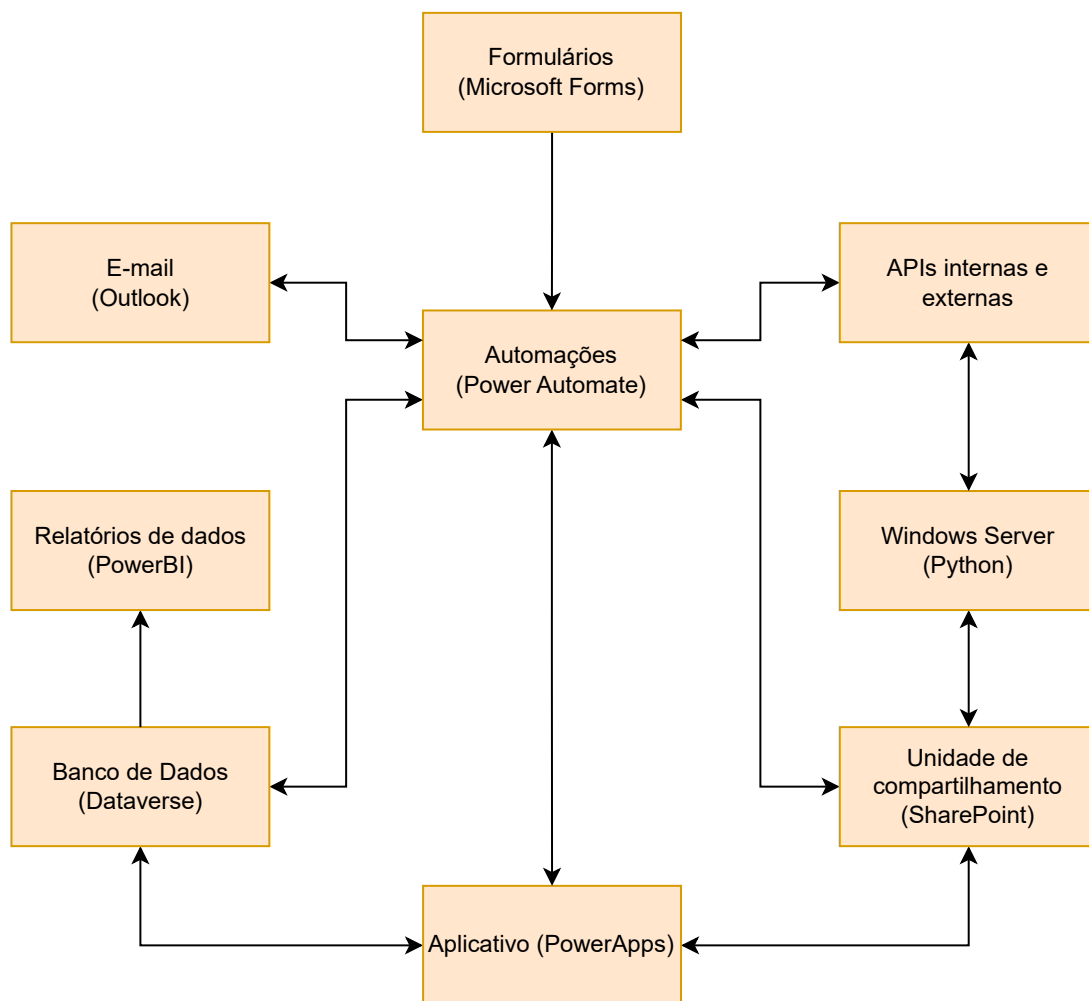 Formulários
(Microsoft Forms)
E-mail
(Outlook)
APIs internas e
externas
Automações
(Power Automate)
Relatórios de dados
(PowerBI)
Windows Server
(Python)
Banco de Dados
(Dataverse)
Unidade de
compartilhamento
(SharePoint)
Aplicativo (PowerApps)